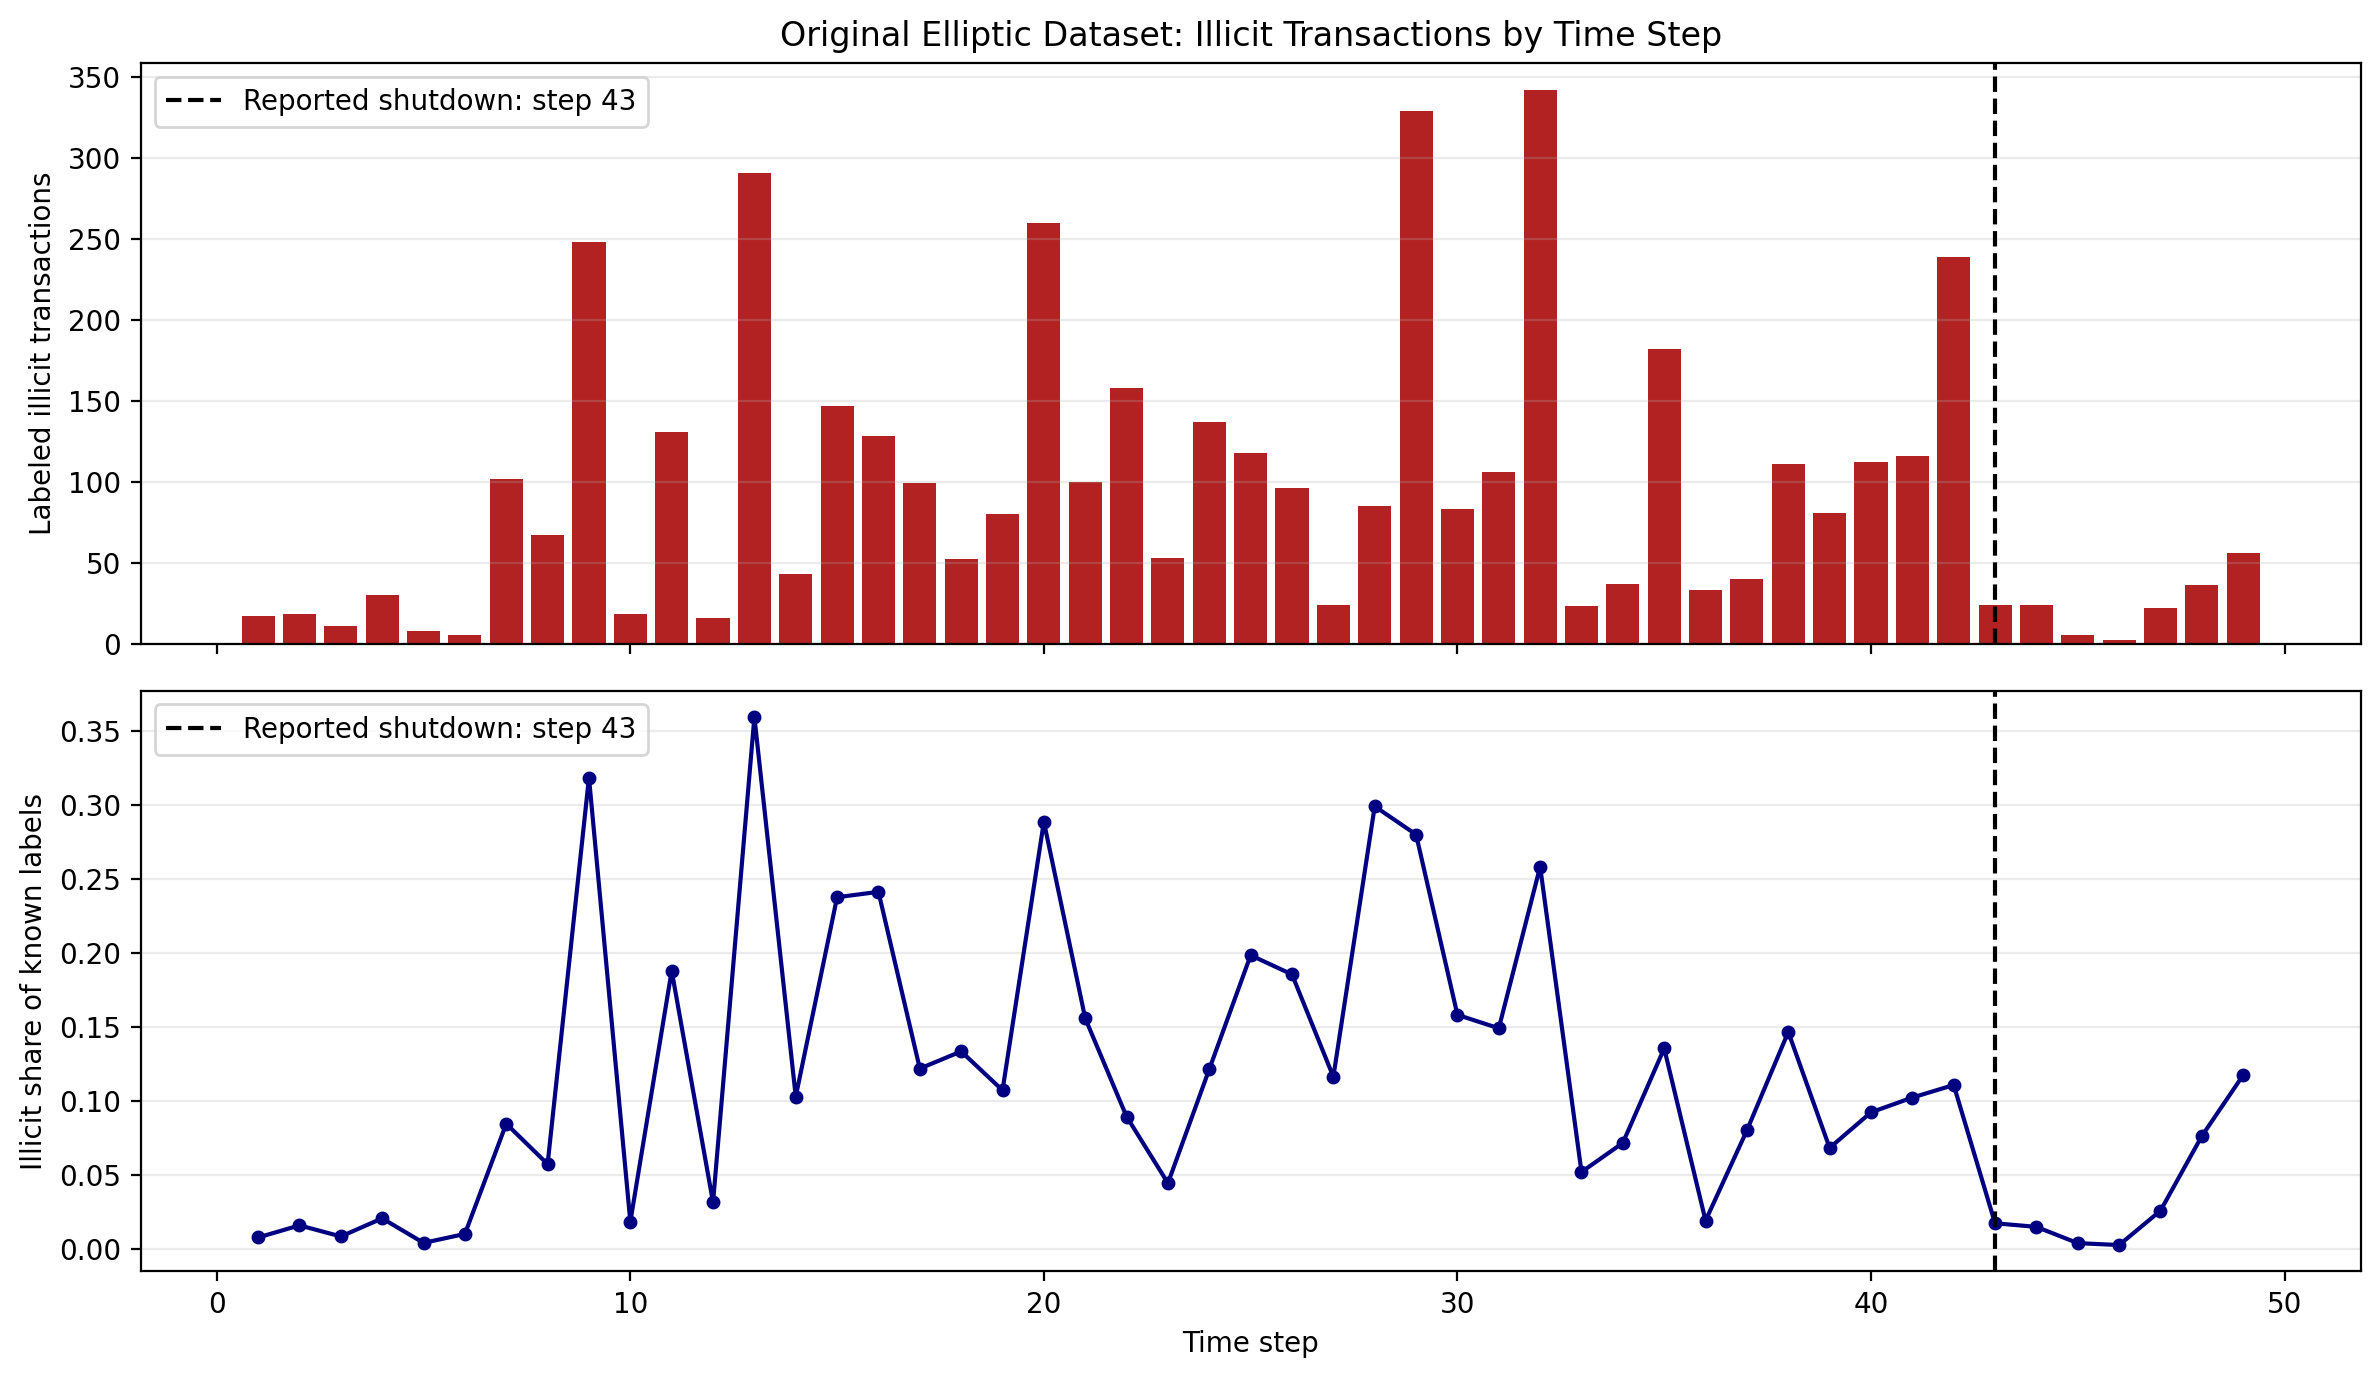 Original Elliptic Dataset: Illicit Transactions by Time Step
350
300
250
200
150
100
50
0
Labeled illicit transactions
Reported shutdown: step 43
0.35
0.30
0.25
0.20
0.15
0.10
0.05
0.00
Illicit share of known labels
Reported shutdown: step 43
0 10 20 30 40 50
Time step